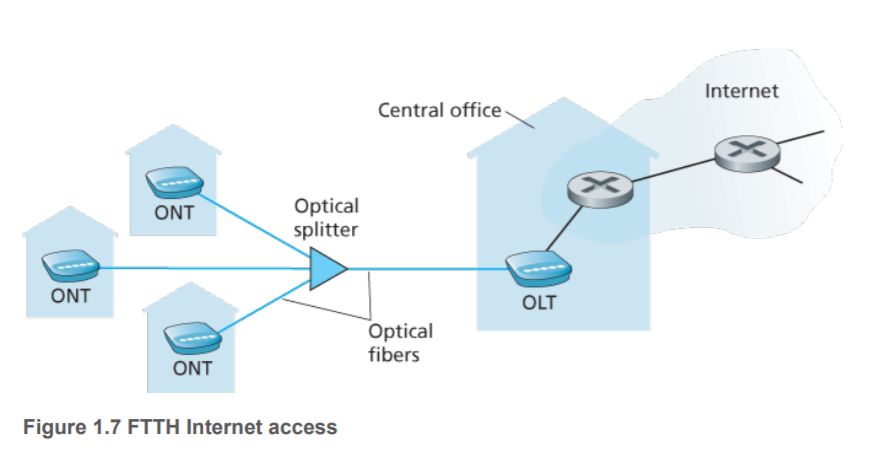 Internet
Central office
ONT
Optical
splitter
ONT
OLT
Optical
fibers
ONT
Figure 1.7 FTTH Internet access